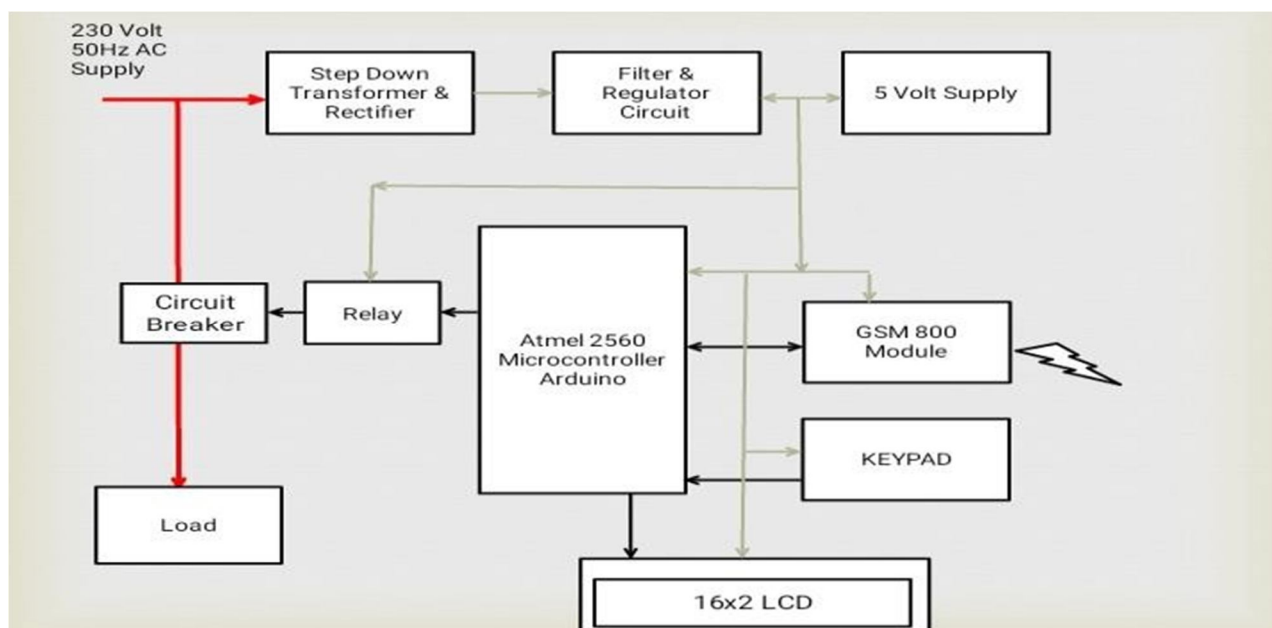 230 Volt
50Hz AC
Supply
Step Down
Transformer &
Rectifier
Filter &
Regulator
Circuit
5 Volt Supply
Circuit
Breaker
Relay
Atmel 2560
Microcontroller
Arduino
GSM 800
Module
KEYPAD
Load
16x2 LCD